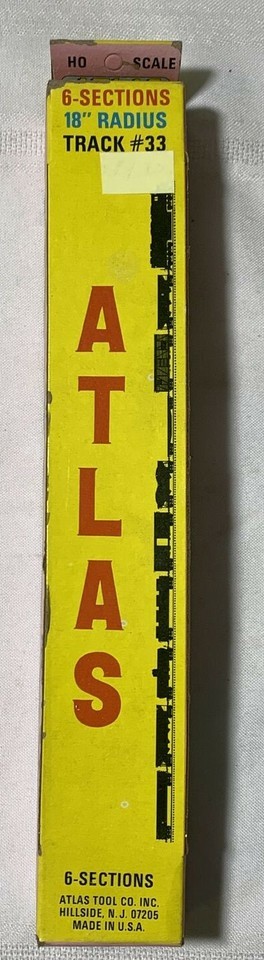 HO SCALE
6-SECTIONS
18" RADIUS
TRACK #33
ATLAS
6-SECTIONS
ATLAS TOOL CO. INC.
HILLSIDE, N. J. 07205
MADE IN U.S.A.